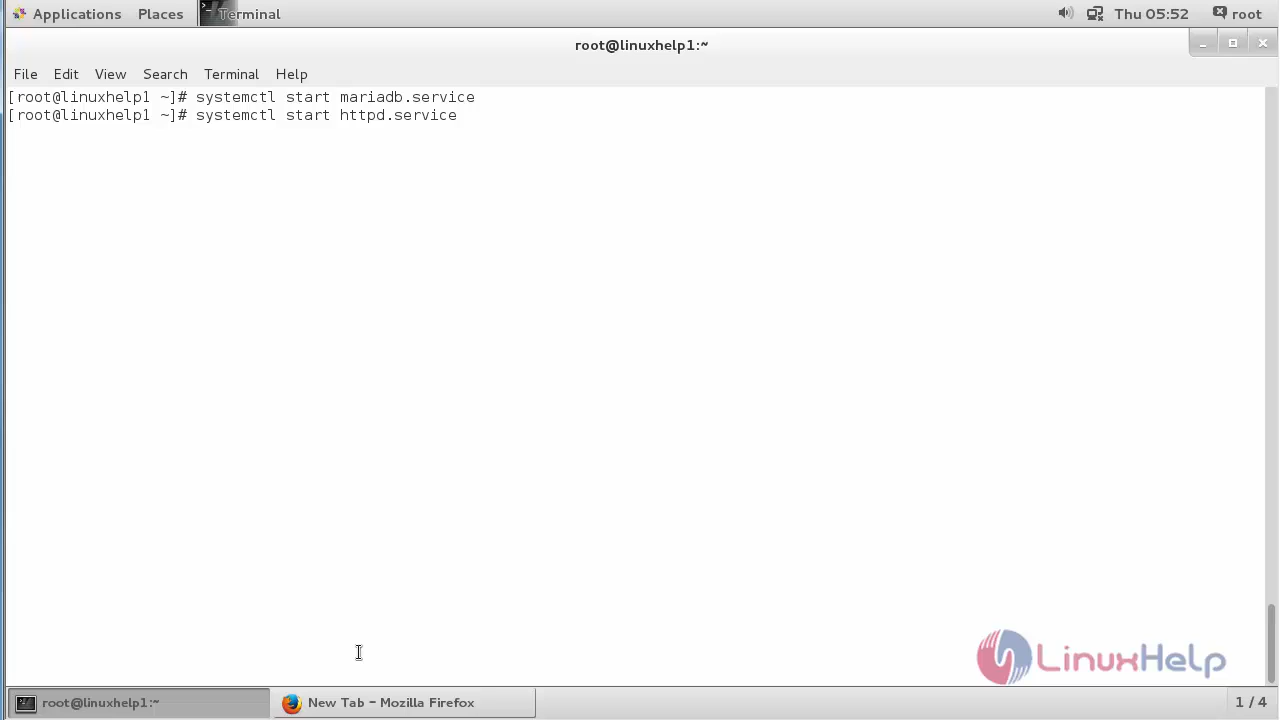 Applications Places Terminal Thu 05:52 root
root@linuxhelp1:~
File Edit View Search Terminal Help
[root@linuxhelp1 ~]# systemctl start mariadb.service
[root@linuxhelp1 ~]# systemctl start httpd.service
LinuxHelp
root@linuxhelp1:~ New Tab - Mozilla Firefox 1 / 4